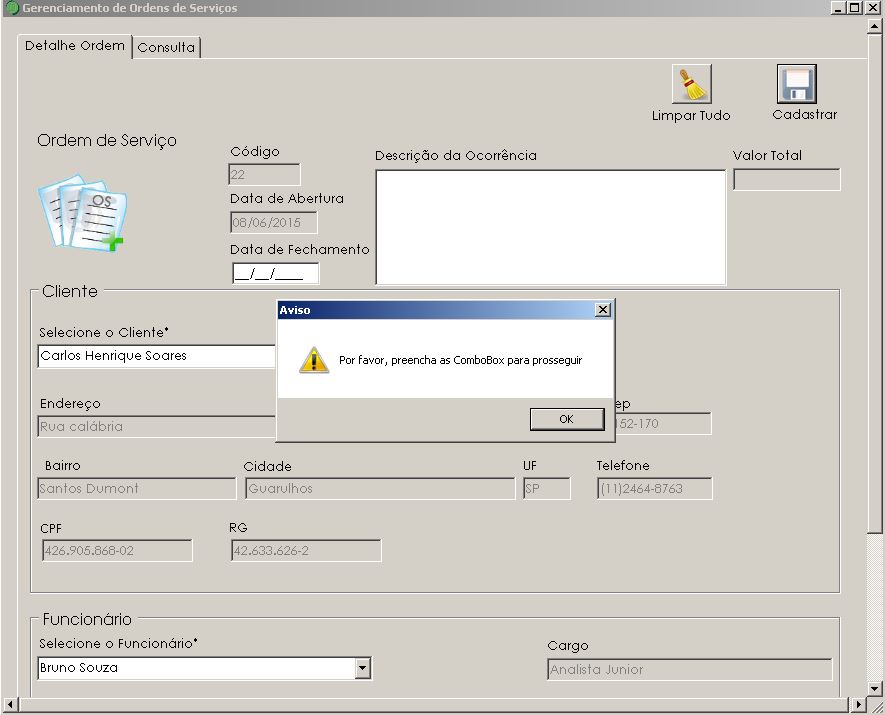 Gerenciamento de Ordens de Serviços
Detalhe Ordem
Consulta
Limpar Tudo
Cadastrar
Ordem de Serviço
OS
Código
22
Data de Abertura
08/06/2015
Data de Fechamento
__/__/____
Descrição da Ocorrência
Valor Total
Cliente
Selecione o Cliente*
Carlos Henrique Soares
Aviso
Por favor, preencha as ComboBox para prosseguir
OK
Endereço
Rua calábria
ep
152-170
Bairro
Santos Dumont
Cidade
Guarulhos
UF
SP
Telefone
(11)2464-8763
CPF
426.905.868-02
RG
42.633.626-2
Funcionário
Selecione o Funcionário*
Bruno Souza
Cargo
Analista Junior